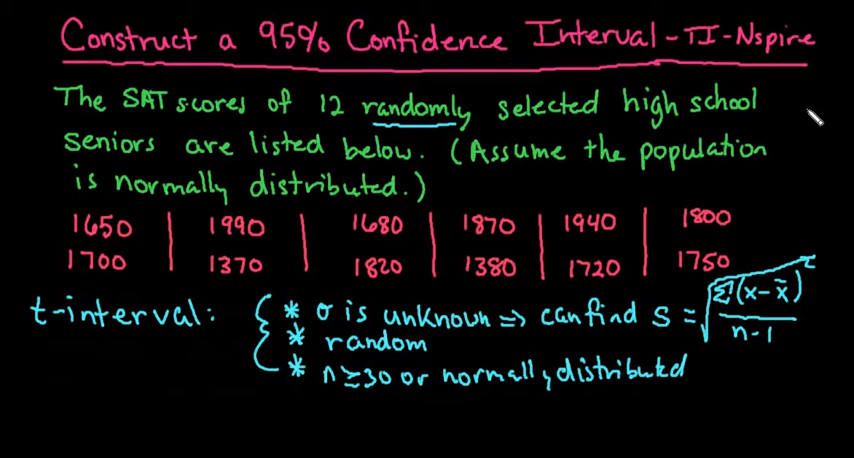 Construct a 95% Confidence Interval - TI-Nspire
The SAT scores of 12 randomly selected high school
seniors are listed below. (Assume the population
is normally distributed.)
1650 | 1990 | 1680 | 1870 | 1940 | 1800
1700 | 1370 | 1820 | 1380 | 1720 | 1750
t-interval: { * σ is unknown ⇒ can find S = √(Σ(x-x̄)²/(n-1))
* random
* n≥30 or normally distributed